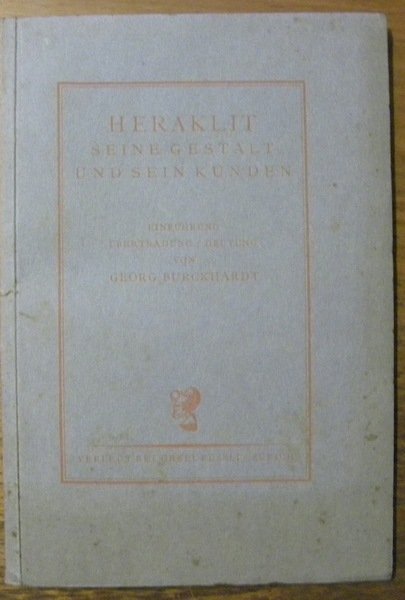 HERAKLIT
SEINE GESTALT
UND SEIN KÜNDEN
EINFÜHRUNG
ÜBERTRAGUNG / DEUTUNG
VON
GEORG BURCKHARDT
VERLEGT BEI ORELL FÜSSLI / ZÜRICH